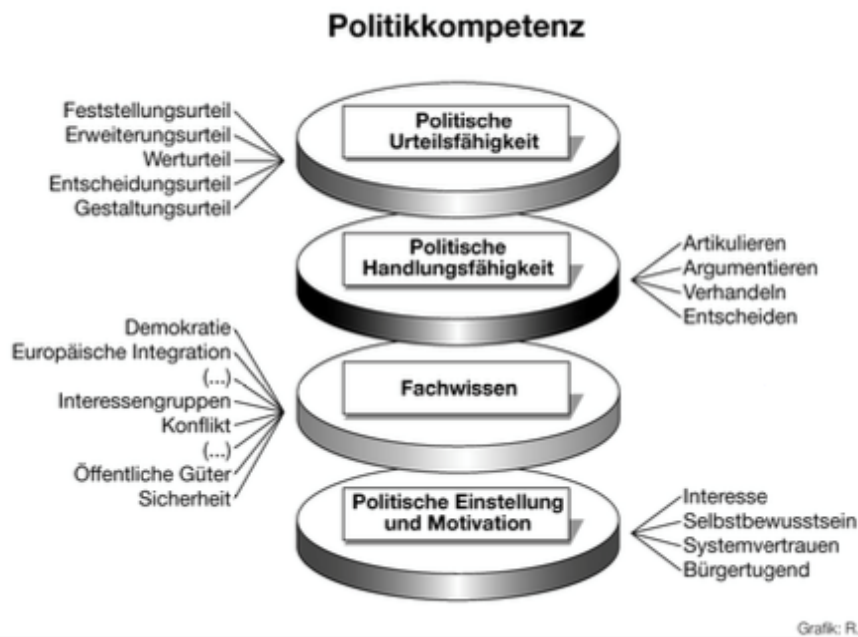 Politikkompetenz
Feststellungsurteil
Erweiterungsurteil
Werturteil
Entscheidungsurteil
Gestaltungsurteil
Politische
Urteilsfähigkeit
Politische
Handlungsfähigkeit
Artikulieren
Argumentieren
Verhandeln
Entscheiden
Demokratie
Europäische Integration
(...)
Interessengruppen
Konflikt
(...)
Öffentliche Güter
Sicherheit
Fachwissen
Politische Einstellung
und Motivation
Interesse
Selbstbewusstsein
Systemvertrauen
Bürgertugend
Grafik: R.